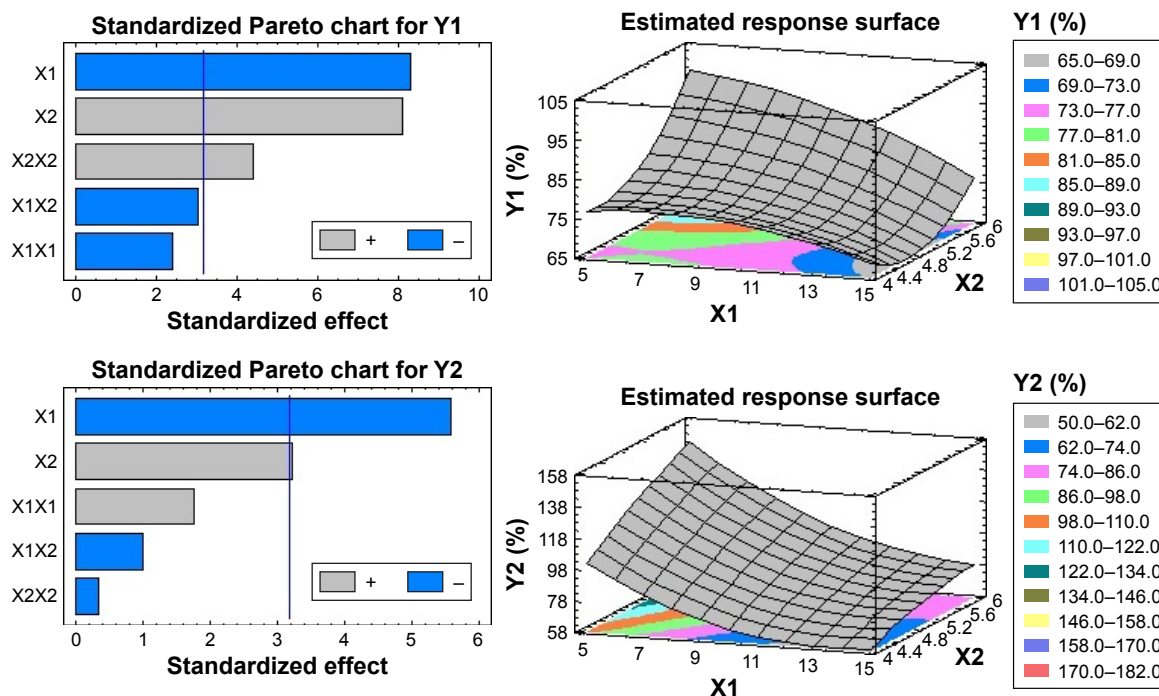 Standardized Pareto chart for Y1
X1
X2
X2X2
X1X2
X1X1
+ –
0 2 4 6 8 10
Standardized effect
Estimated response surface
Y1 (%)
105
95
85
75
65
5 7 9 11 13 15
X1
4 4.4 4.8 5.2 5.6 6
X2
Y1 (%)
65.0–69.0
69.0–73.0
73.0–77.0
77.0–81.0
81.0–85.0
85.0–89.0
89.0–93.0
93.0–97.0
97.0–101.0
101.0–105.0
Standardized Pareto chart for Y2
X1
X2
X1X1
X1X2
X2X2
+ –
0 1 2 3 4 5 6
Standardized effect
Estimated response surface
Y2 (%)
158
138
118
98
78
58
5 7 9 11 13 15
X1
4 4.4 4.8 5.2 5.6 6
X2
Y2 (%)
50.0–62.0
62.0–74.0
74.0–86.0
86.0–98.0
98.0–110.0
110.0–122.0
122.0–134.0
134.0–146.0
146.0–158.0
158.0–170.0
170.0–182.0